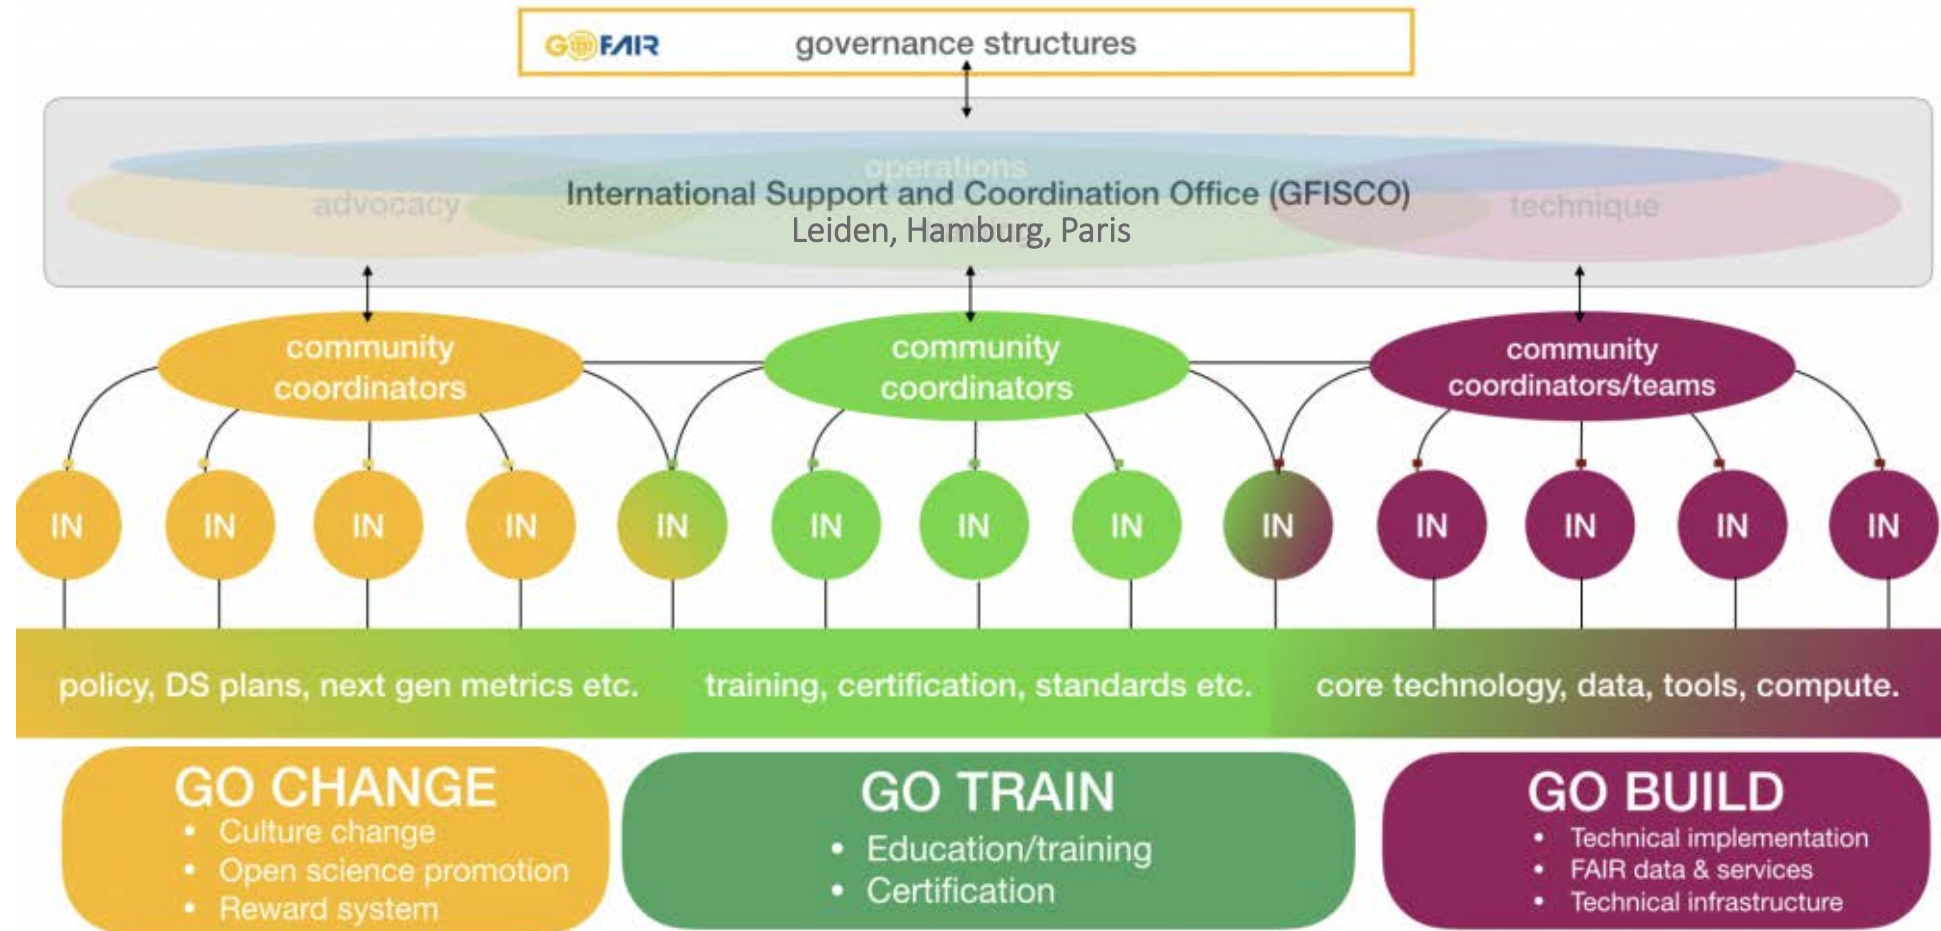 GO FAIR governance structures
operations
advocacy
International Support and Coordination Office (GFISCO)
technique
Leiden, Hamburg, Paris
community
coordinators
community
coordinators
community
coordinators/teams
IN
IN
IN
IN
IN
IN
IN
IN
IN
IN
IN
IN
IN
policy, DS plans, next gen metrics etc.
training, certification, standards etc.
core technology, data, tools, compute.
GO CHANGE
• Culture change
• Open science promotion
• Reward system
GO TRAIN
• Education/training
• Certification
GO BUILD
• Technical implementation
• FAIR data & services
• Technical infrastructure